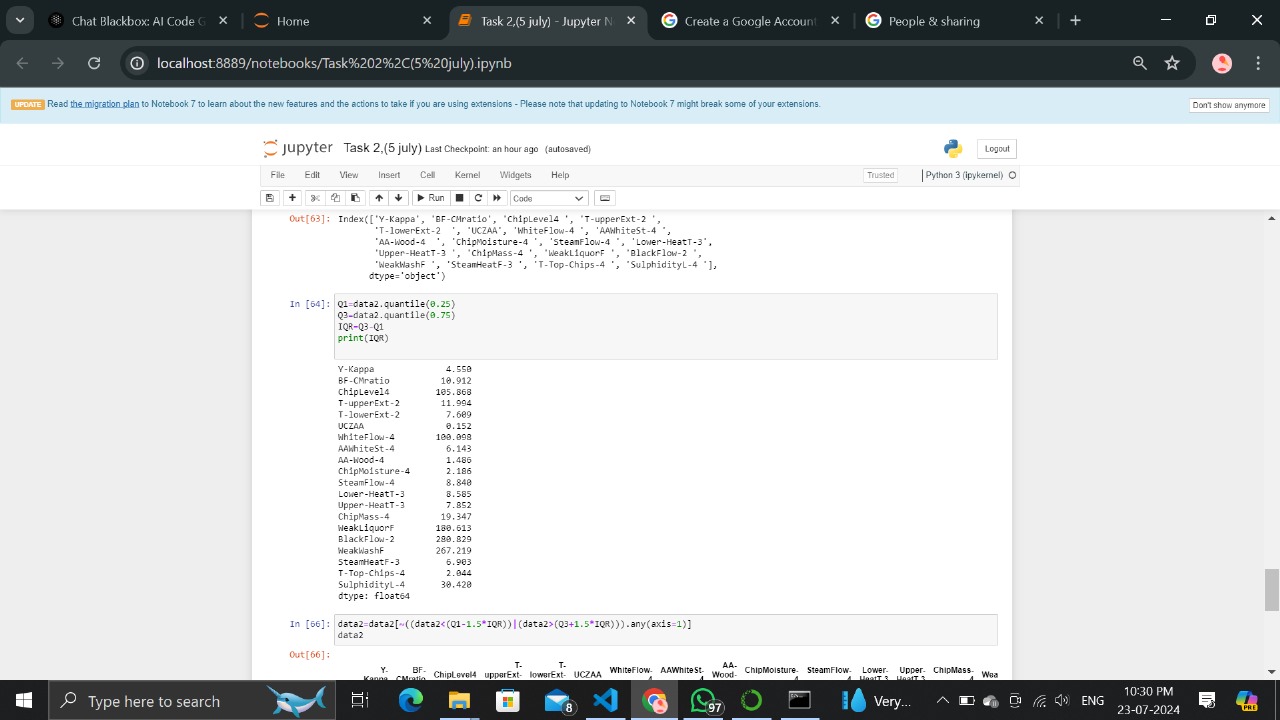 Chat Blackbox: AI Code G
Home
Task 2,(5 july) - Jupyter N
Create a Google Account
People & sharing
localhost:8889/notebooks/Task%202%2C(5%20july).ipynb
UPDATE Read the migration plan to Notebook 7 to learn about the new features and the actions to take if you are using extensions - Please note that updating to Notebook 7 might break some of your extensions.
Don't show anymore
jupyter Task 2,(5 july) Last Checkpoint: an hour ago (autosaved)
Logout
File Edit View Insert Cell Kernel Widgets Help
Trusted
Python 3 (ipykernel)
Run
Code
Out[63]: Index(['Y-Kappa', 'BF-CMratio', 'ChipLevel4 ', 'T-upperExt-2 ',
'T-lowerExt-2  ', 'UCZAA', 'WhiteFlow-4 ', 'AAWhiteSt-4 ',
'AA-Wood-4  ', 'ChipMoisture-4 ', 'SteamFlow-4 ', 'Lower-HeatT-3',
'Upper-HeatT-3 ', 'ChipMass-4 ', 'WeakLiquorF ', 'BlackFlow-2 ',
'WeakWashF ', 'SteamHeatF-3 ', 'T-Top-Chips-4 ', 'SulphidityL-4 '],
dtype='object')
In [64]: Q1=data2.quantile(0.25)
Q3=data2.quantile(0.75)
IQR=Q3-Q1
print(IQR)
Y-Kappa 4.550
BF-CMratio 10.912
ChipLevel4 105.868
T-upperExt-2 11.994
T-lowerExt-2 7.609
UCZAA 0.152
WhiteFlow-4 100.098
AAWhiteSt-4 6.143
AA-Wood-4 1.486
ChipMoisture-4 2.186
SteamFlow-4 8.840
Lower-HeatT-3 8.585
Upper-HeatT-3 7.852
ChipMass-4 19.347
WeakLiquorF 180.613
BlackFlow-2 280.829
WeakWashF 267.219
SteamHeatF-3 6.903
T-Top-Chips-4 2.044
SulphidityL-4 30.420
dtype: float64
In [66]: data2=data2[~((data2<(Q1-1.5*IQR))|(data2>(Q3+1.5*IQR))).any(axis=1)]
data2
Out[66]:
Y-Kappa BF-CMratio ChipLevel4 T-upperExt- T-lowerExt- UCZAA WhiteFlow-4 AAWhiteSt-4 AA-Wood- ChipMoisture-4 SteamFlow-4 Lower-HeatT-3 Upper-HeatT-3 ChipMass-4 Wea
Type here to search
8
97
Very...
ENG
10:30 PM
23-07-2024
PRE